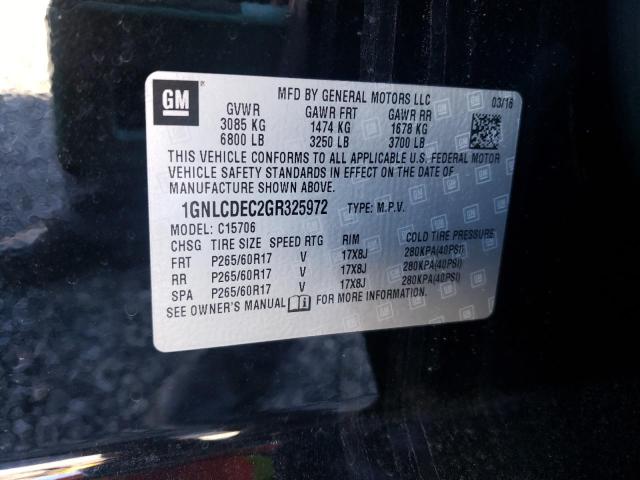 GM
MFD BY GENERAL MOTORS LLC 03/16
GVWR GAWR FRT GAWR RR
3085 KG 1474 KG 1678 KG
6800 LB 3250 LB 3700 LB
THIS VEHICLE CONFORMS TO ALL APPLICABLE U.S. FEDERAL MOTOR
VEHICLE SAFETY STANDARDS IN EFFECT ON THE DATE OF
MANUFACTURE SHOWN ABOVE.
1GNLCDEC2GR325972 TYPE: M.P.V.
MODEL: C15706
CHSG TIRE SIZE SPEED RTG RIM COLD TIRE PRESSURE
FRT P265/60R17 V 17X8J 280KPA(40PSI)
RR P265/60R17 V 17X8J 280KPA(40PSI)
SPA P265/60R17 V 17X8J 280KPA(40PSI)
SEE OWNER'S MANUAL FOR MORE INFORMATION.